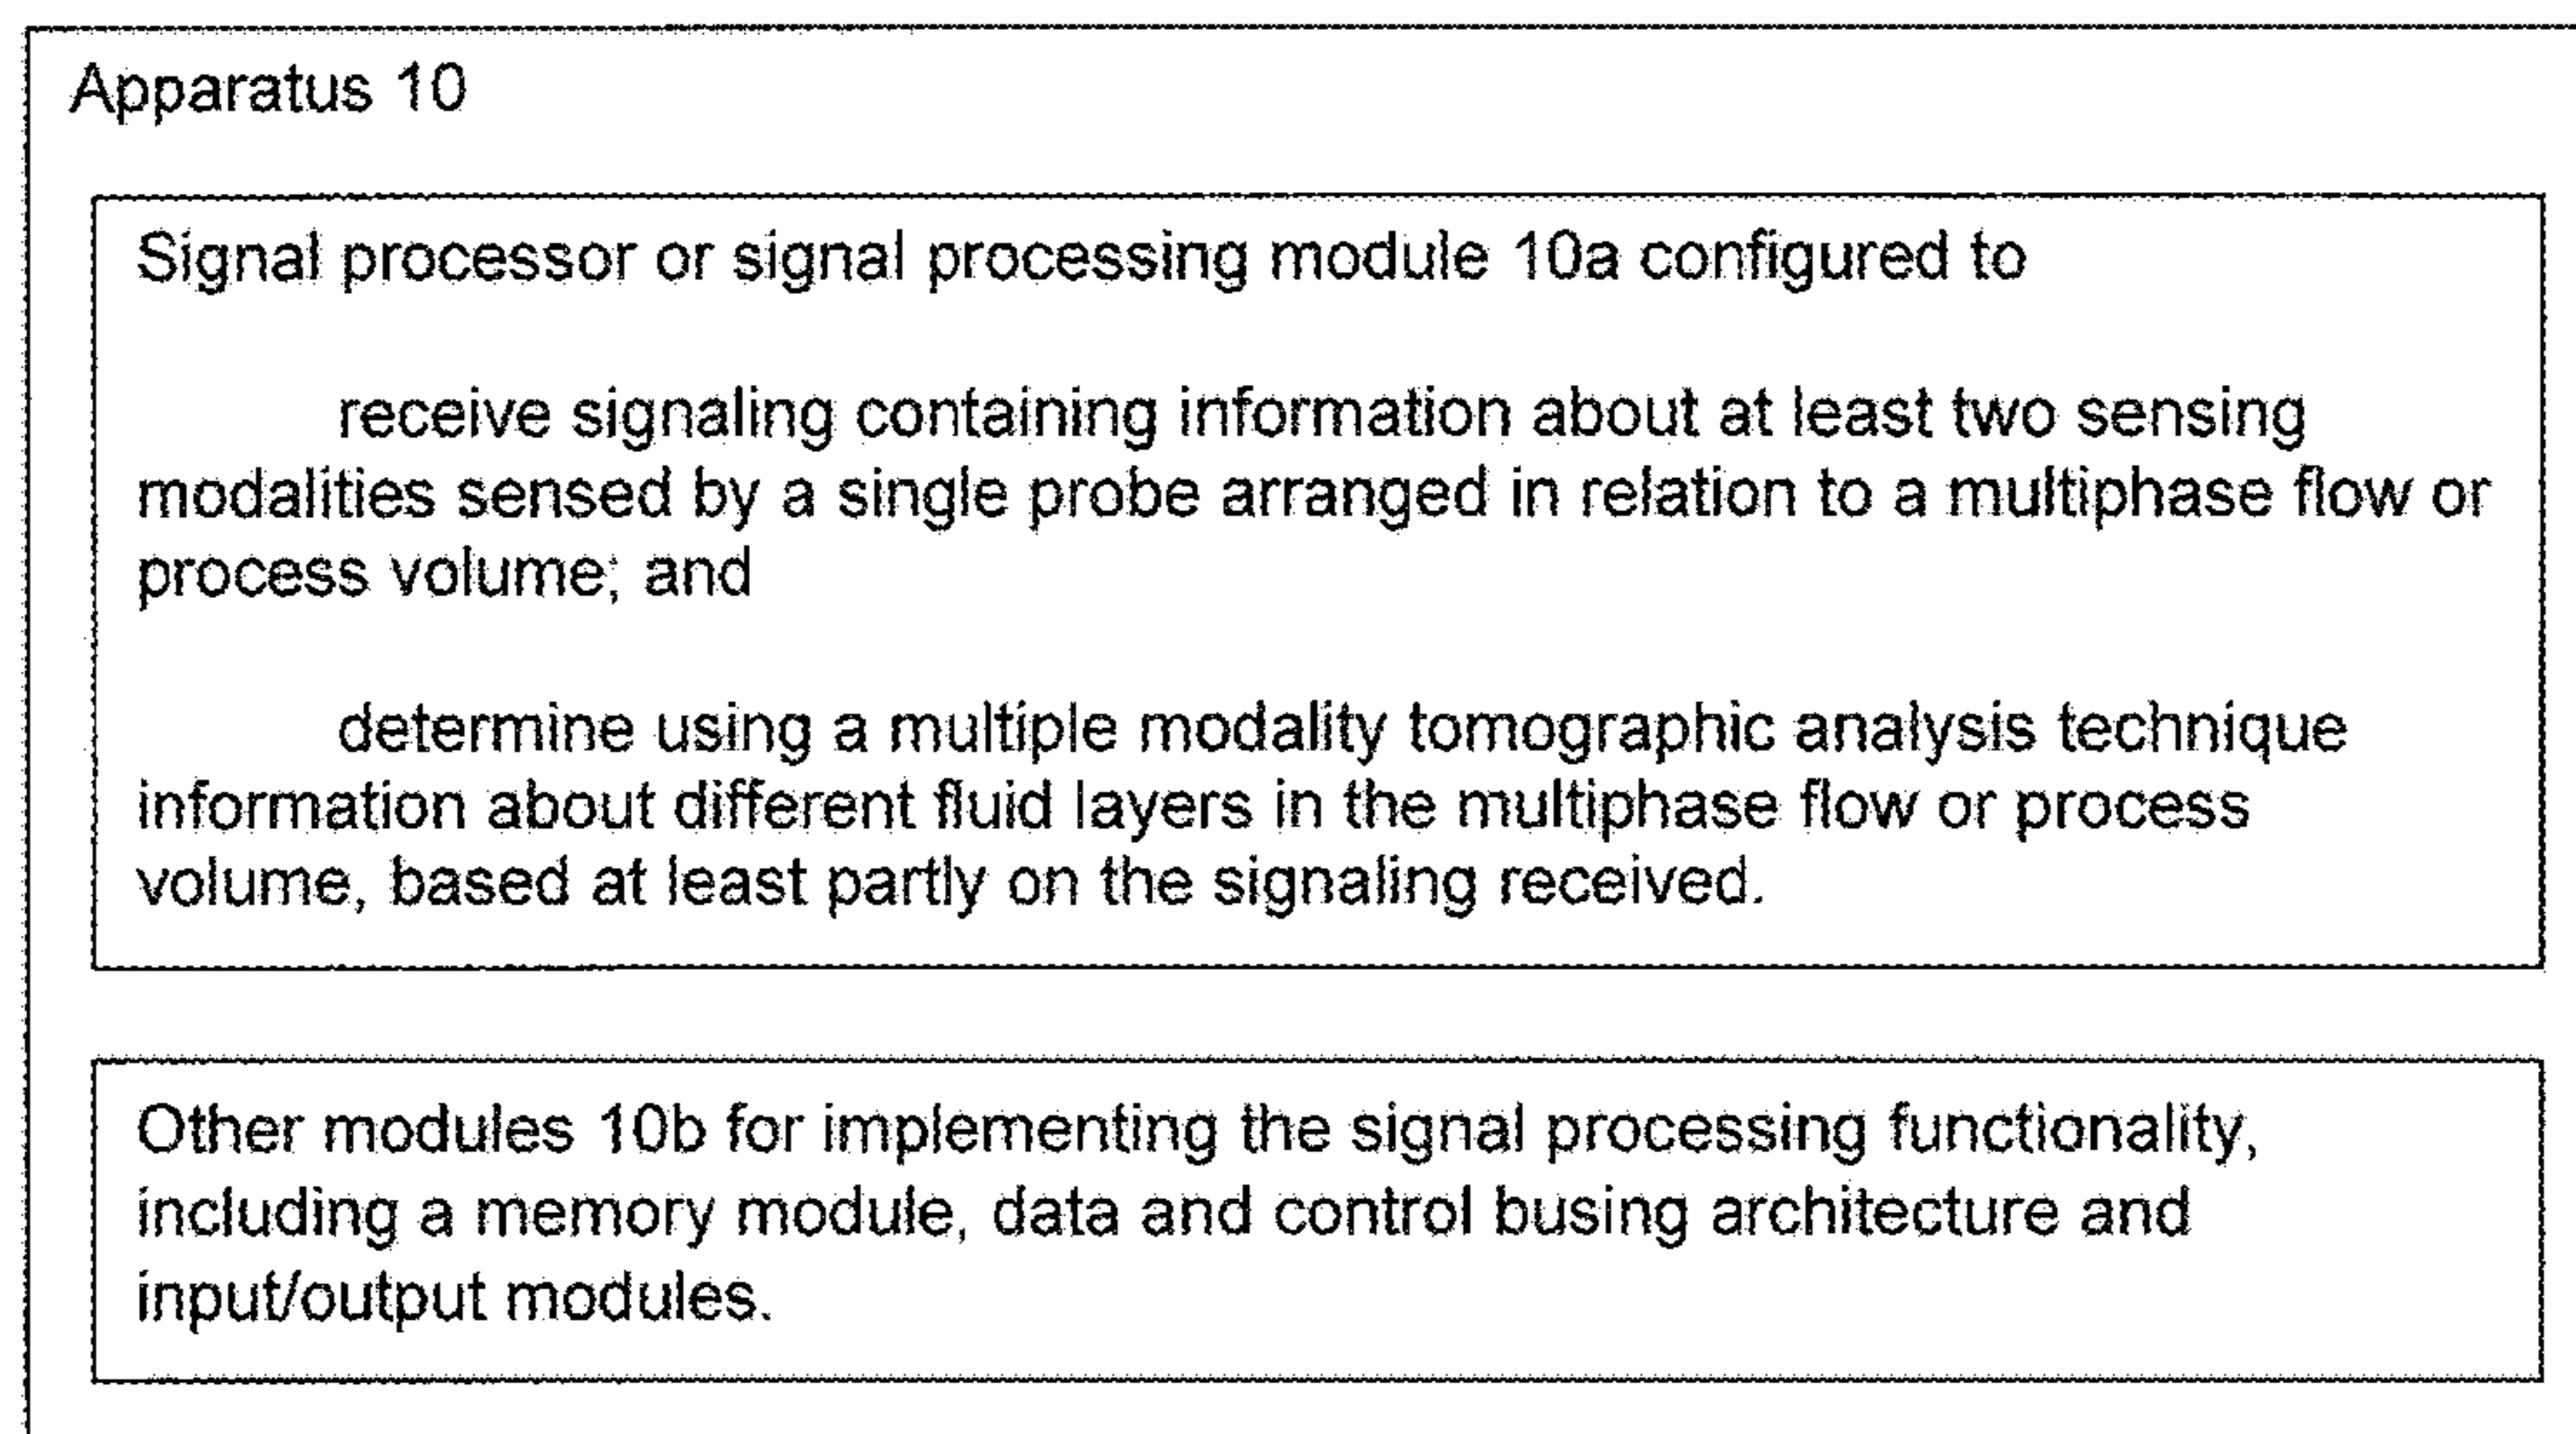 Apparatus 10
Signal processor or signal processing module 10a configured to
receive signaling containing information about at least two sensing
modalities sensed by a single probe arranged in relation to a multiphase flow or
process volume; and
determine using a multiple modality tomographic analysis technique
information about different fluid layers in the multiphase flow or process
volume, based at least partly on the signaling received.
Other modules 10b for implementing the signal processing functionality,
including a memory module, data and control busing architecture and
input/output modules.